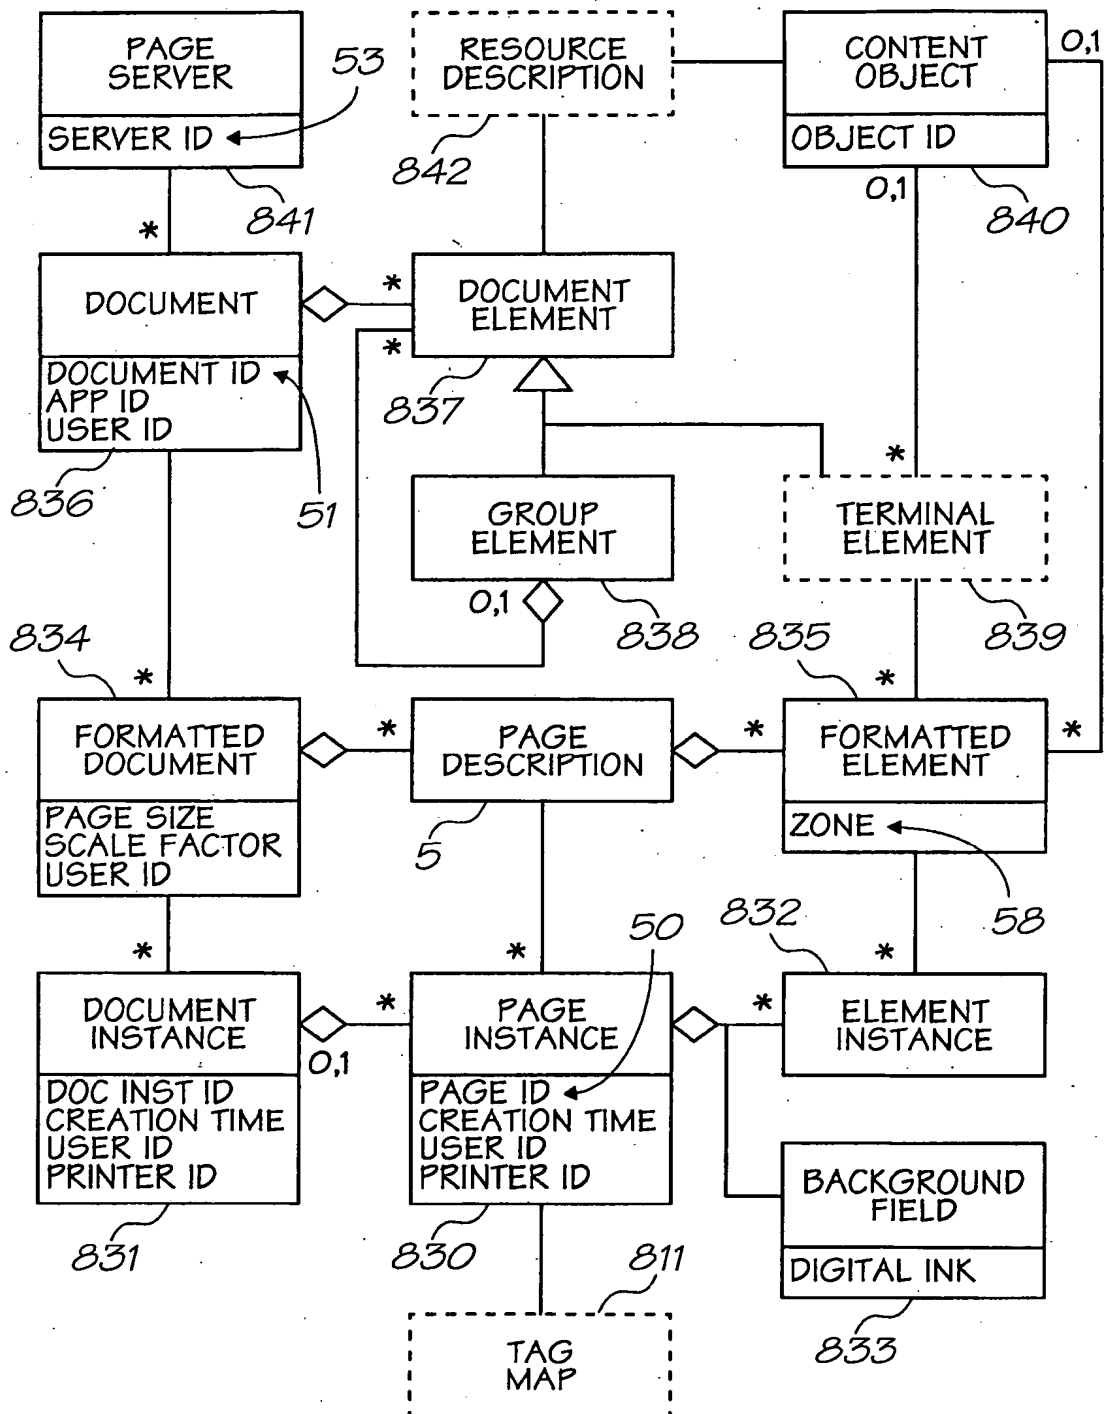 PAGE
SERVER
SERVER ID
53
841
*
RESOURCE
DESCRIPTION
842
CONTENT
OBJECT
OBJECT ID
0,1
0,1
840
DOCUMENT
DOCUMENT ID
APP ID
USER ID
836
51
*
*
DOCUMENT
ELEMENT
837
GROUP
ELEMENT
0,1
838
*
TERMINAL
ELEMENT
839
834
*
FORMATTED
DOCUMENT
PAGE SIZE
SCALE FACTOR
USER ID
*
PAGE
DESCRIPTION
5
*
835
*
FORMATTED
ELEMENT
*
ZONE
58
*
DOCUMENT
INSTANCE
0,1
DOC INST ID
CREATION TIME
USER ID
PRINTER ID
831
*
*
50
PAGE
INSTANCE
PAGE ID
CREATION TIME
USER ID
PRINTER ID
830
*
832
*
ELEMENT
INSTANCE
BACKGROUND
FIELD
DIGITAL INK
833
811
TAG
MAP